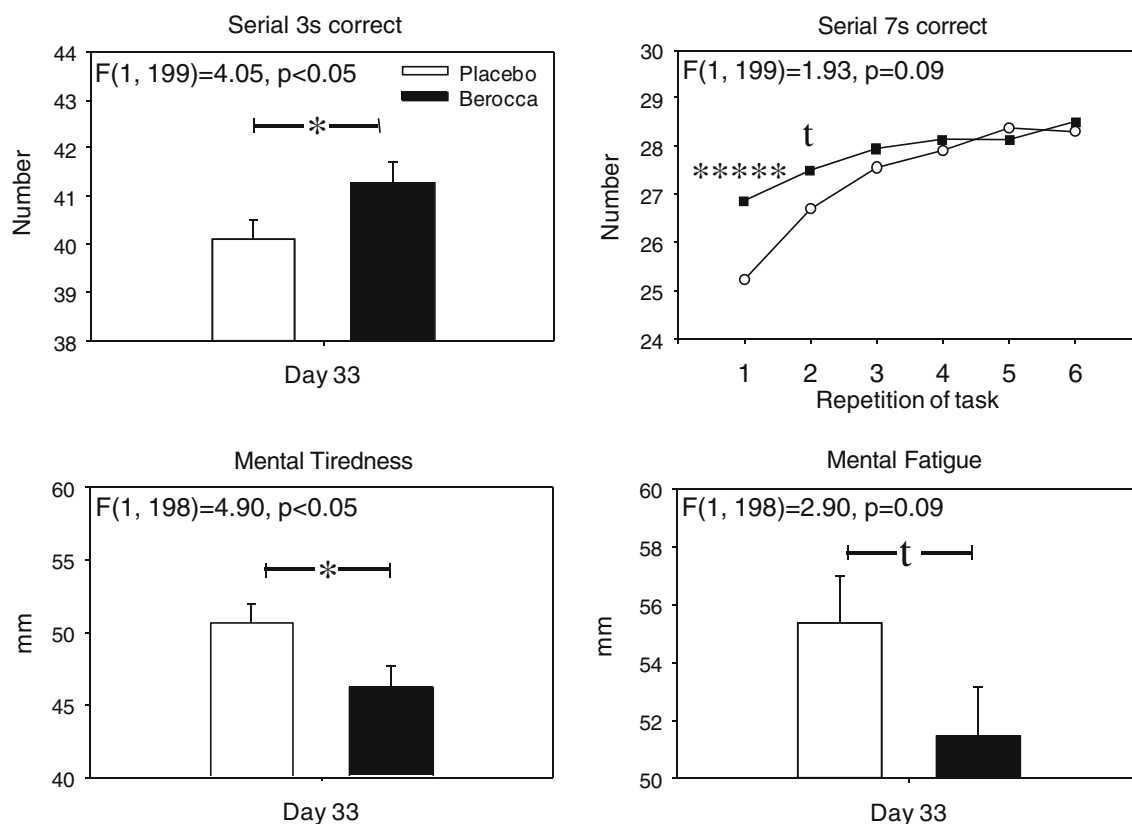 Serial 3s correct
44
43
42
41
40
39
38
Number
F(1, 199)=4.05, p<0.05
Placebo
Berocca
*
Day 33
Serial 7s correct
30
29
28
27
26
25
24
Number
F(1, 199)=1.93, p=0.09
*****
t
1 2 3 4 5 6
Repetition of task
Mental Tiredness
60
55
50
45
40
mm
F(1, 198)=4.90, p<0.05
*
Day 33
Mental Fatigue
60
58
56
54
52
50
mm
F(1, 198)=2.90, p=0.09
t
Day 33